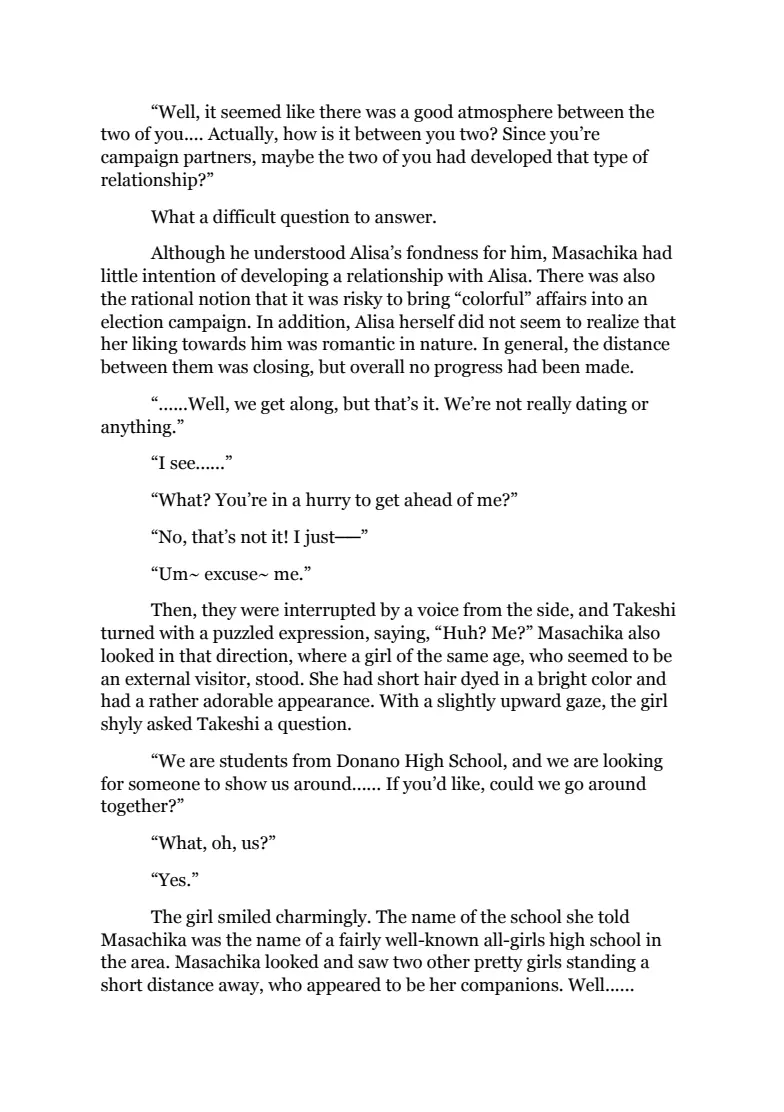 “Well, it seemed like there was a good atmosphere between the
two of you.... Actually, how is it between you two? Since you’re
campaign partners, maybe the two of you had developed that type of
relationship?”
What a difficult question to answer.
Although he understood Alisa’s fondness for him, Masachika had
little intention of developing a relationship with Alisa. There was also
the rational notion that it was risky to bring “colorful” affairs into an
election campaign. In addition, Alisa herself did not seem to realize that
her liking towards him was romantic in nature. In general, the distance
between them was closing, but overall no progress had been made.
“......Well, we get along, but that’s it. We’re not really dating or
anything.”
“I see......”
“What? You’re in a hurry to get ahead of me?”
“No, that’s not it! I just──”
“Um~ excuse~ me.”
Then, they were interrupted by a voice from the side, and Takeshi
turned with a puzzled expression, saying, “Huh? Me?” Masachika also
looked in that direction, where a girl of the same age, who seemed to be
an external visitor, stood. She had short hair dyed in a bright color and
had a rather adorable appearance. With a slightly upward gaze, the girl
shyly asked Takeshi a question.
“We are students from Donano High School, and we are looking
for someone to show us around...... If you’d like, could we go around
together?”
“What, oh, us?”
“Yes.”
The girl smiled charmingly. The name of the school she told
Masachika was the name of a fairly well-known all-girls high school in
the area. Masachika looked and saw two other pretty girls standing a
short distance away, who appeared to be her companions. Well......